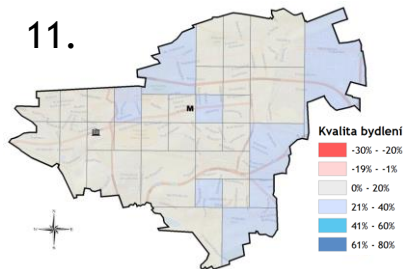 11.
M
Kvalita bydlení
-30% - -20%
-19% - -1%
0% - 20%
21% - 40%
41% - 60%
61% - 80%